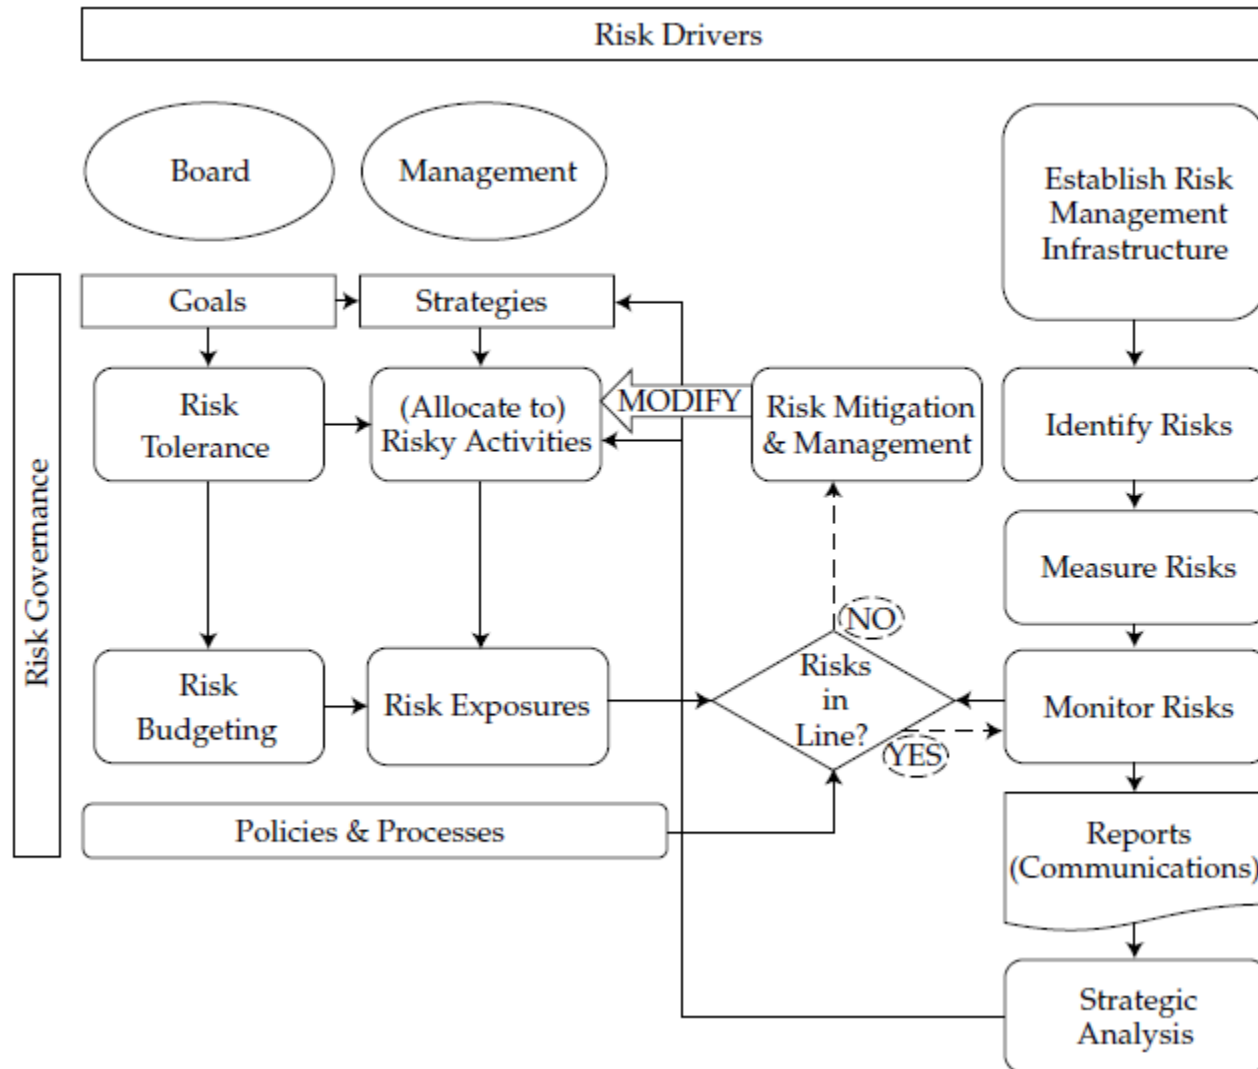 Risk Drivers
Board
Management
Establish Risk
Management
Infrastructure
Risk Governance
Goals
Strategies
Risk
Tolerance
(Allocate to)
Risky Activities
MODIFY
Risk Mitigation
& Management
Identify Risks
Measure Risks
NO
Risk
Budgeting
Risk Exposures
Risks
in
Line?
YES
Monitor Risks
Policies & Processes
Reports
(Communications)
Strategic
Analysis